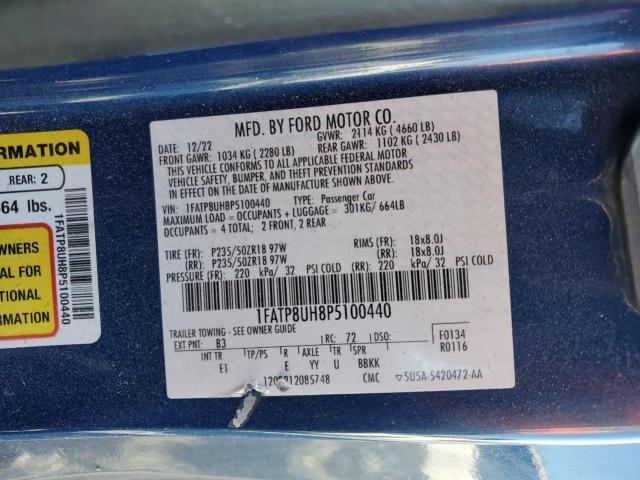 MFD. BY FORD MOTOR CO.
DATE: 12/22 GVWR: 2114 KG ( 4660 LB)
FRONT GAWR: 1034 KG ( 2280 LB) REAR GAWR: 1102 KG ( 2430 LB)
THIS VEHICLE CONFORMS TO ALL APPLICABLE FEDERAL MOTOR
VEHICLE SAFETY, BUMPER, AND THEFT PREVENTION STANDARDS
IN EFFECT ON THE DATE OF MANUFACTURE SHOWN ABOVE.
VIN: 1FATP8UH8P5100440 TYPE: Passenger Car
MAXIMUM LOAD = OCCUPANTS + LUGGAGE = 301KG/ 664LB
OCCUPANTS = 4 TOTAL; 2 FRONT, 2 REAR
TIRE (FR): P235/50ZR18 97W RIMS (FR): 18x8.0J
(RR): P235/50ZR18 97W (RR): 18x8.0J
PRESSURE (FR): 220 kPa/ 32 PSI COLD (RR): 220 kPa/ 32 PSI COLD
1FATP8UH8P5100440
TRAILER TOWING - SEE OWNER GUIDE
EXT PNT: B3 RC: 72 DSO: F0134
INT TR TP/PS R AXLE TR SPR R0116
ET E YY U BBKK
12085748 CMC 5U5A-5420472-AA
ORMATION
REAR: 2
64 lbs.
OWNERS
AL FOR
TIONAL
RMATION
1FATP8UH8P5100440